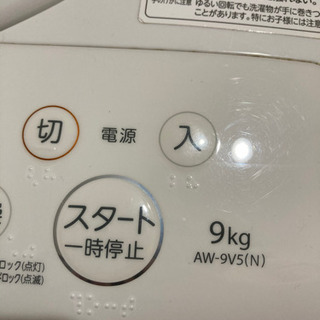 ゆるい回転でも洗濯物が手に巻きつ
ことがあります。特にお子様には注意
切 電源 入
スタート
一時停止
9kg
AW-9V5(N)
ロック(点灯)
ロック(点滅)